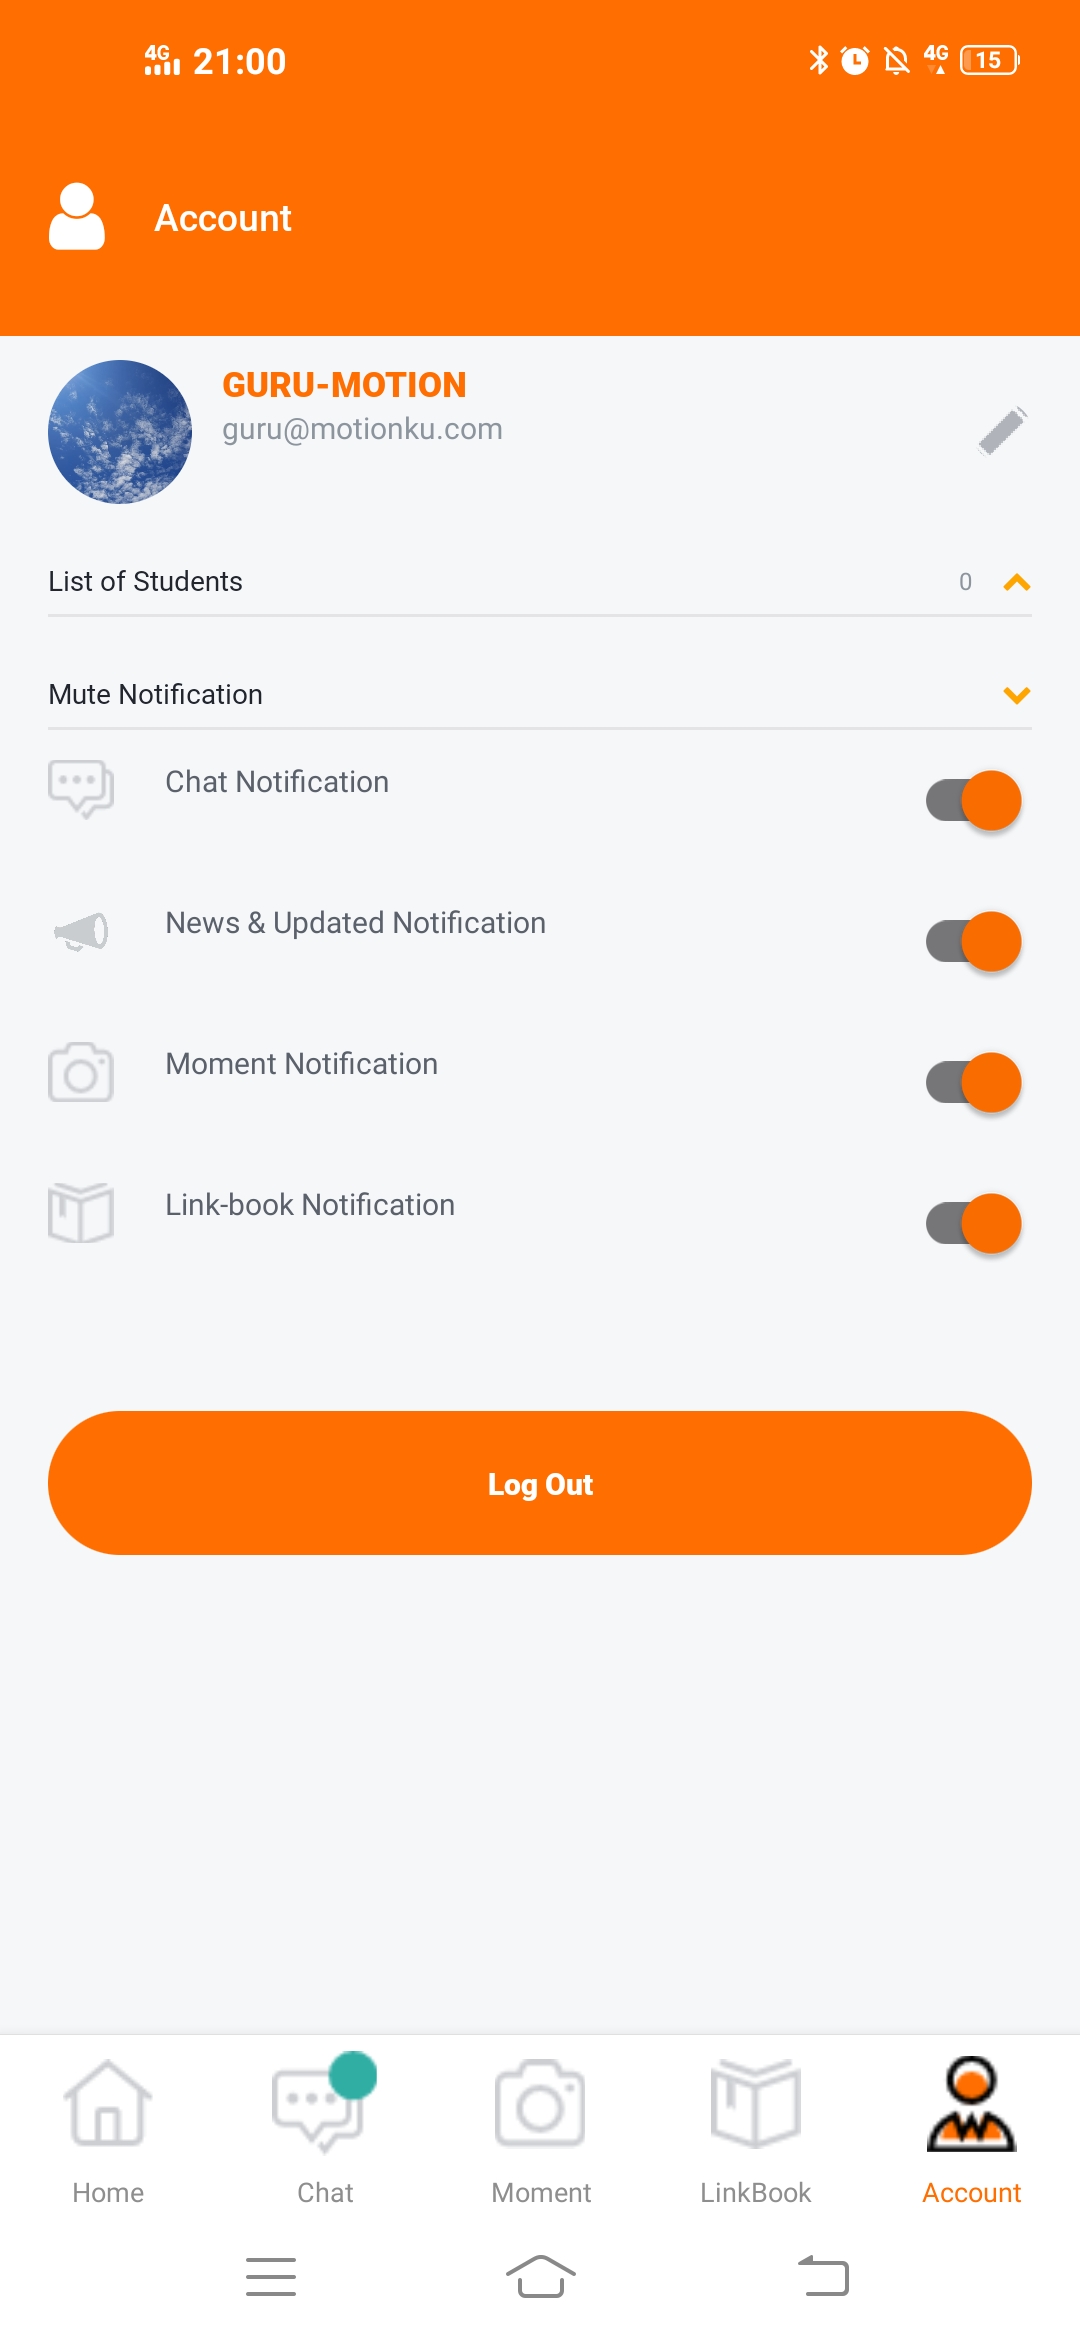 4G 21:00 4G 15
Account
GURU-MOTION
guru@motionku.com
List of Students 0
Mute Notification
Chat Notification
News & Updated Notification
Moment Notification
Link-book Notification
Log Out
Home Chat Moment LinkBook Account